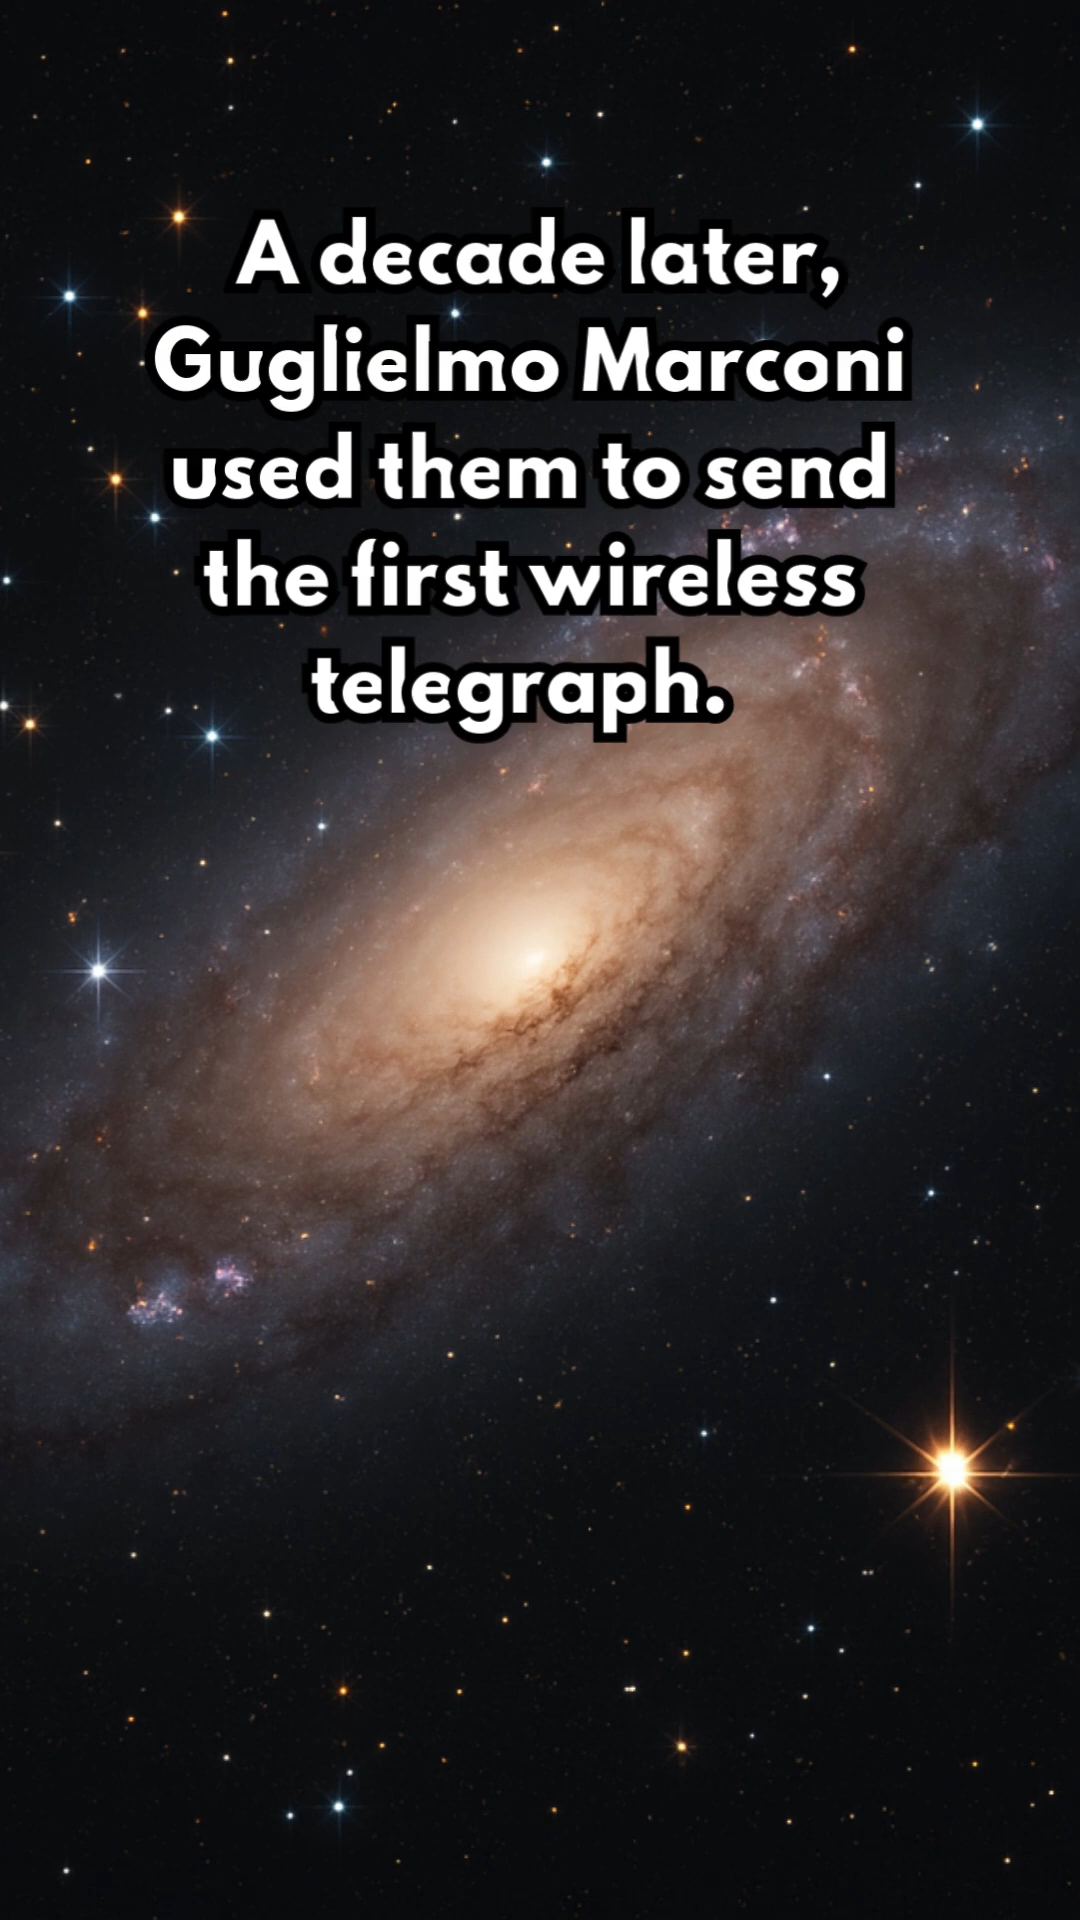 A decade later,
Guglielmo Marconi
used them to send
the first wireless
telegraph.